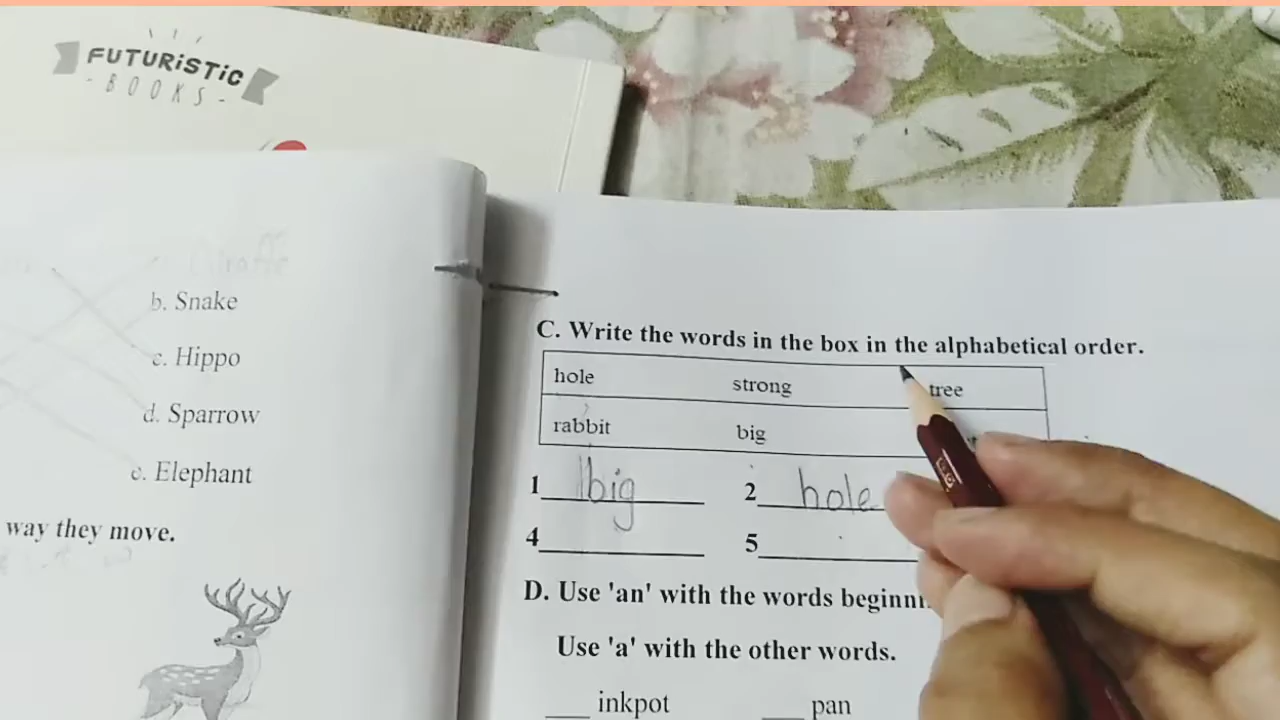 FUTURiSTiC
- BOOKS -
b. Snake
c. Hippo
d. Sparrow
e. Elephant
way they move.
C. Write the words in the box in the alphabetical order.
hole strong tree
rabbit big
1 big 2 hole
4 5
D. Use 'an' with the words
Use 'a' with the other words.
inkpot pan